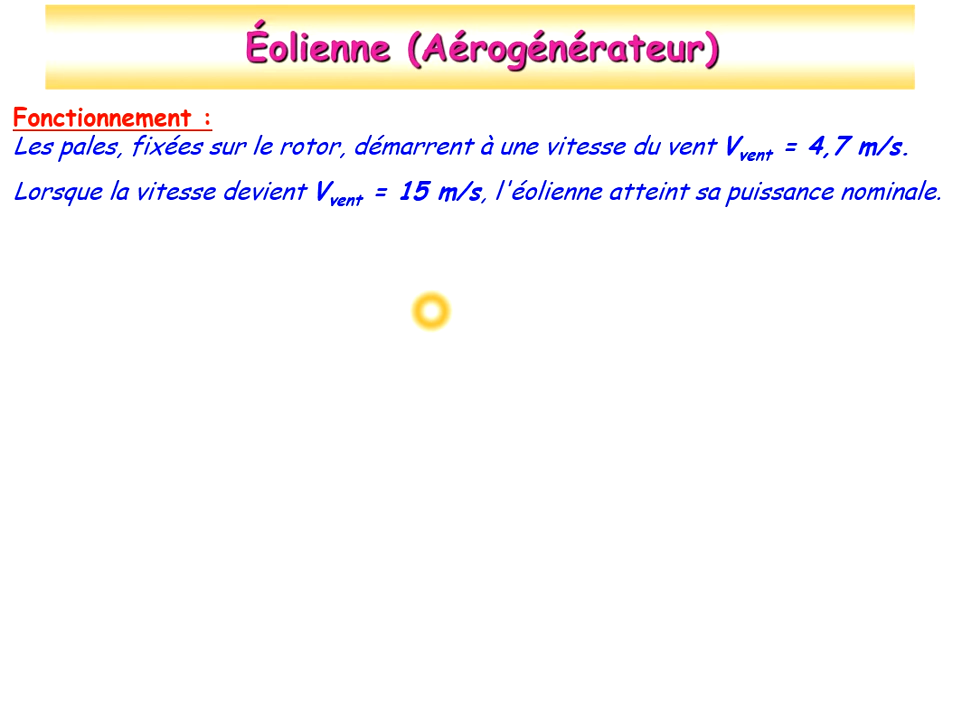 Éolienne (Aérogénérateur)
Fonctionnement :
Les pales, fixées sur le rotor, démarrent à une vitesse du vent Vvent = 4,7 m/s.
Lorsque la vitesse devient Vvent = 15 m/s, l'éolienne atteint sa puissance nominale.